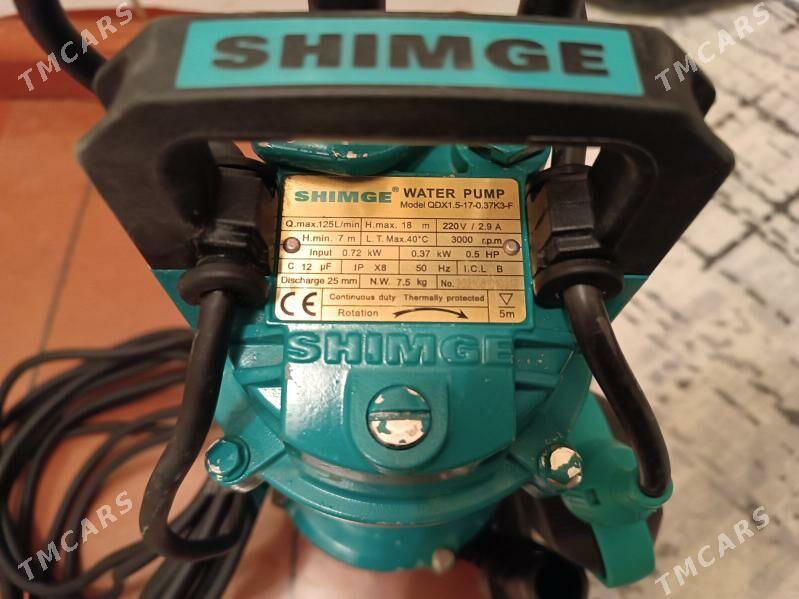 SHIMGE
SHIMGE® WATER PUMP
Model QDX1.5-17-0.37K3-F
Q.max.125L/min H.max. 18 m 220V / 2.9 A
H.min. 7 m L.T.Max.40°C 3000 r.p.m
Input 0.72 kW 0.37 kW 0.5 HP
C 12 µF IP X8 50 Hz I.C.L B
Discharge 25 mm N.W. 7.5 kg No.
CE Continuous duty Thermally protected
Rotation 5m
SHIMGE
TMCARS
TMCARS
TMCARS
TMCARS
TMCARS